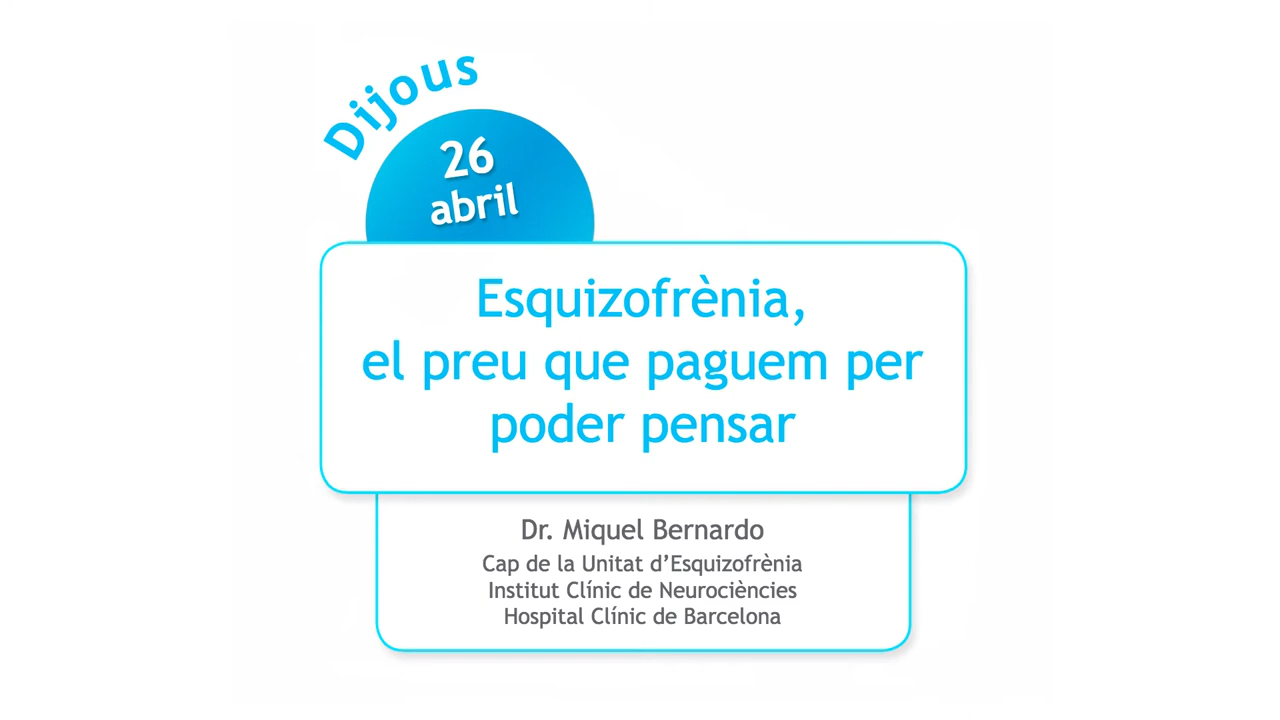 Dijous
26
abril
Esquizofrènia,
el preu que paguem per
poder pensar
Dr. Miquel Bernardo
Cap de la Unitat d’Esquizofrènia
Institut Clínic de Neurociències
Hospital Clínic de Barcelona